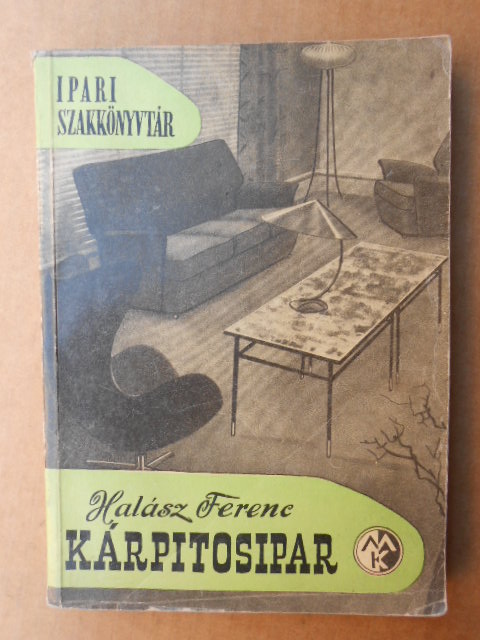 IPARI
SZAKKÖNYVTÁR
Halász Ferenc
KÁRPITOSIPAR
MK